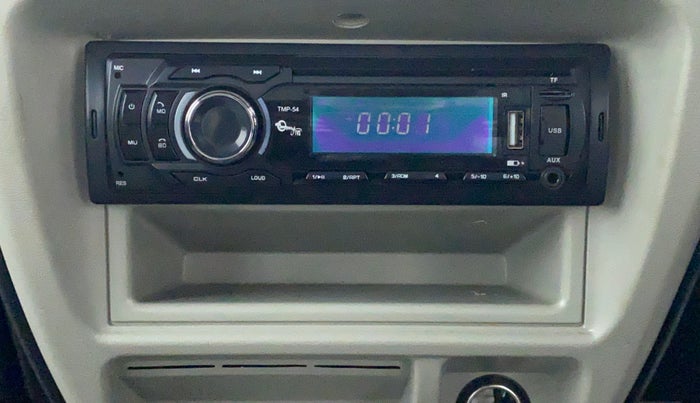 MIC
TF
IR
MO
TMP-54
00:01
USB
MU
BD
AUX
RES
CLK
LOUD
1/▶II
2/RPT
3/RDM
4
5/-10
6/+10